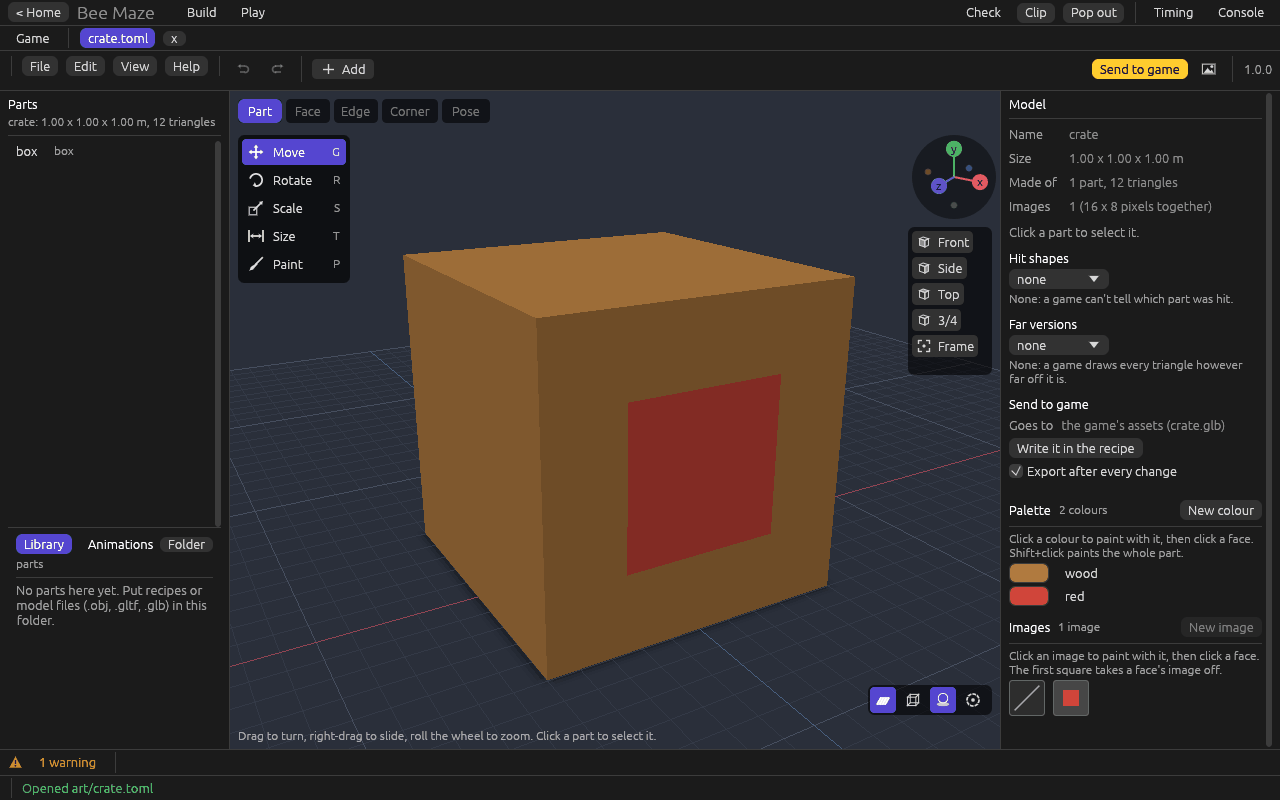 < Home Bee Maze Build Play Check Clip Pop out Timing Console
Game crate.toml x
File Edit View Help + Add Send to game 1.0.0
Parts
crate: 1.00 x 1.00 x 1.00 m, 12 triangles
box box
Library Animations Folder
parts
No parts here yet. Put recipes or
model files (.obj, .gltf, .glb) in this
folder.
Part Face Edge Corner Pose
Move G
Rotate R
Scale S
Size T
Paint P
y
x
z
Front
Side
Top
3/4
Frame
Drag to turn, right-drag to slide, roll the wheel to zoom. Click a part to select it.
Model
Name crate
Size 1.00 x 1.00 x 1.00 m
Made of 1 part, 12 triangles
Images 1 (16 x 8 pixels together)
Click a part to select it.
Hit shapes
none
None: a game can't tell which part was hit.
Far versions
none
None: a game draws every triangle however
far off it is.
Send to game
Goes to the game's assets (crate.glb)
Write it in the recipe
Export after every change
Palette 2 colours New colour
Click a colour to paint with it, then click a face.
Shift+click paints the whole part.
wood
red
Images 1 image New image
Click an image to paint with it, then click a face.
The first square takes a face's image off.
1 warning
Opened art/crate.toml